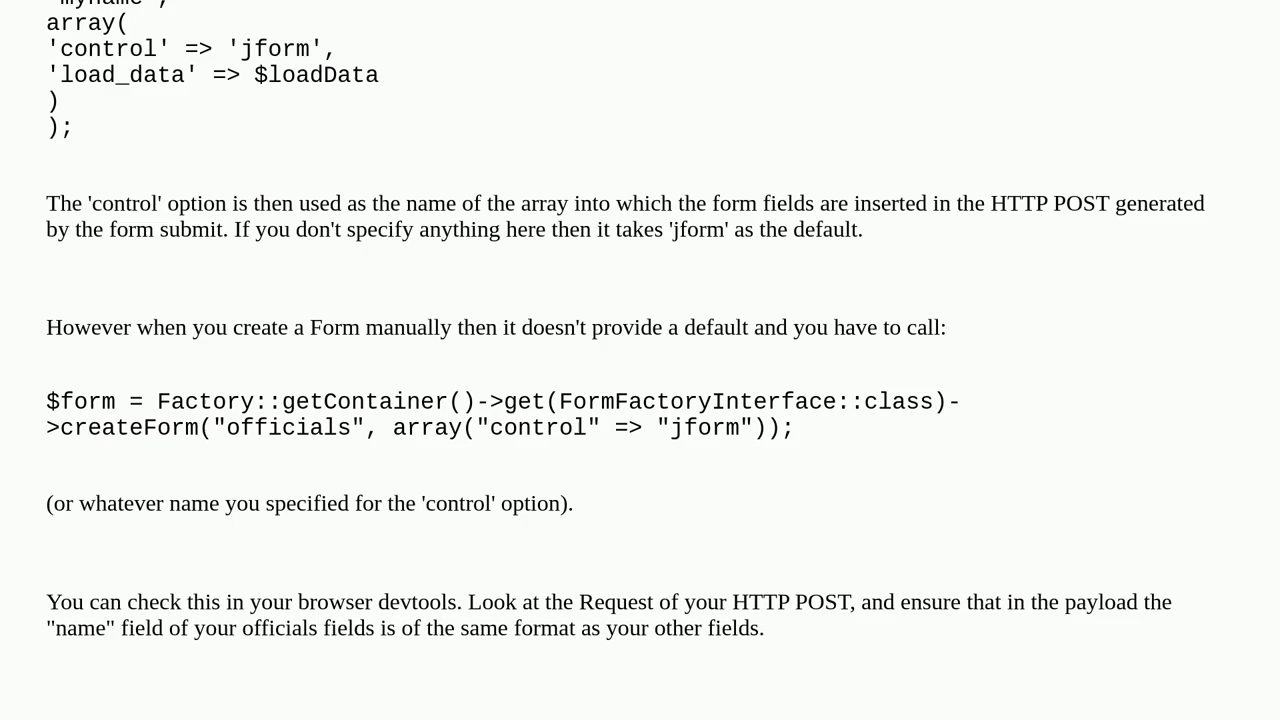 'myname',
array(
'control' => 'jform',
'load_data' => $loadData
)
);
The 'control' option is then used as the name of the array into which the form fields are inserted in the HTTP POST generated
by the form submit. If you don't specify anything here then it takes 'jform' as the default.
However when you create a Form manually then it doesn't provide a default and you have to call:
$form = Factory::getContainer()->get(FormFactoryInterface::class)-
>createForm("officials", array("control" => "jform"));
(or whatever name you specified for the 'control' option).
You can check this in your browser devtools. Look at the Request of your HTTP POST, and ensure that in the payload the
"name" field of your officials fields is of the same format as your other fields.